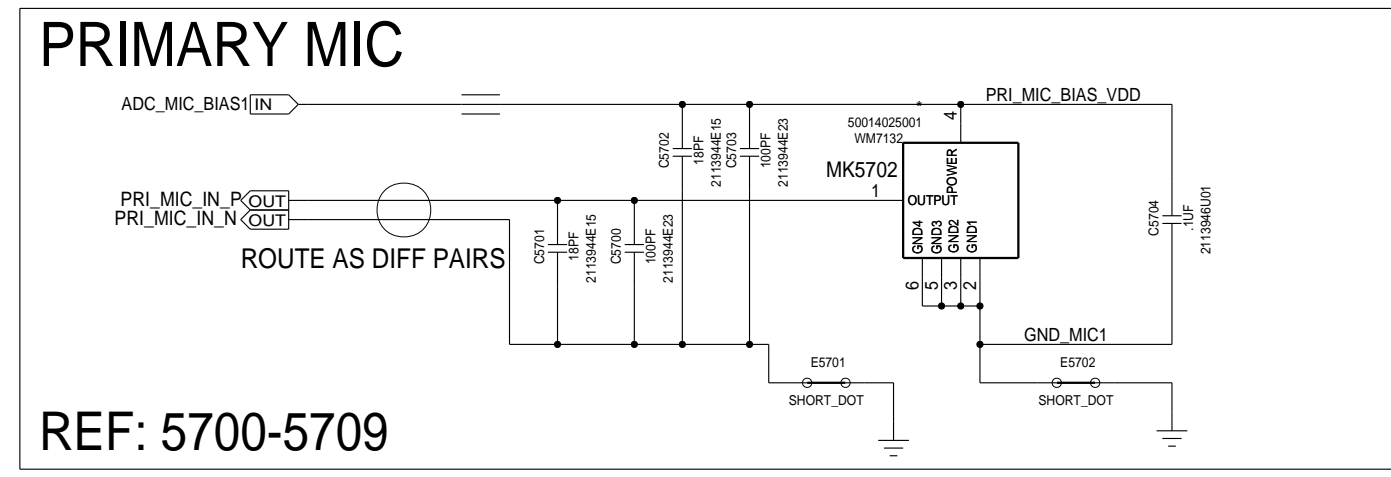 PRIMARY MIC
ADC_MIC_BIAS1 IN
PRI_MIC_BIAS_VDD
*
50014025001
WM7132
MK5702
1
4
OUTPUT
POWER
GND4
GND3
GND2
GND1
6
5
3
2
C5702
18PF
2113944E15
C5703
100PF
2113944E23
C5704
.1UF
2113946U01
PRI_MIC_IN_P OUT
PRI_MIC_IN_N OUT
ROUTE AS DIFF PAIRS
C5701
18PF
2113944E15
C5700
100PF
2113944E23
GND_MIC1
E5701
SHORT_DOT
E5702
SHORT_DOT
REF: 5700-5709